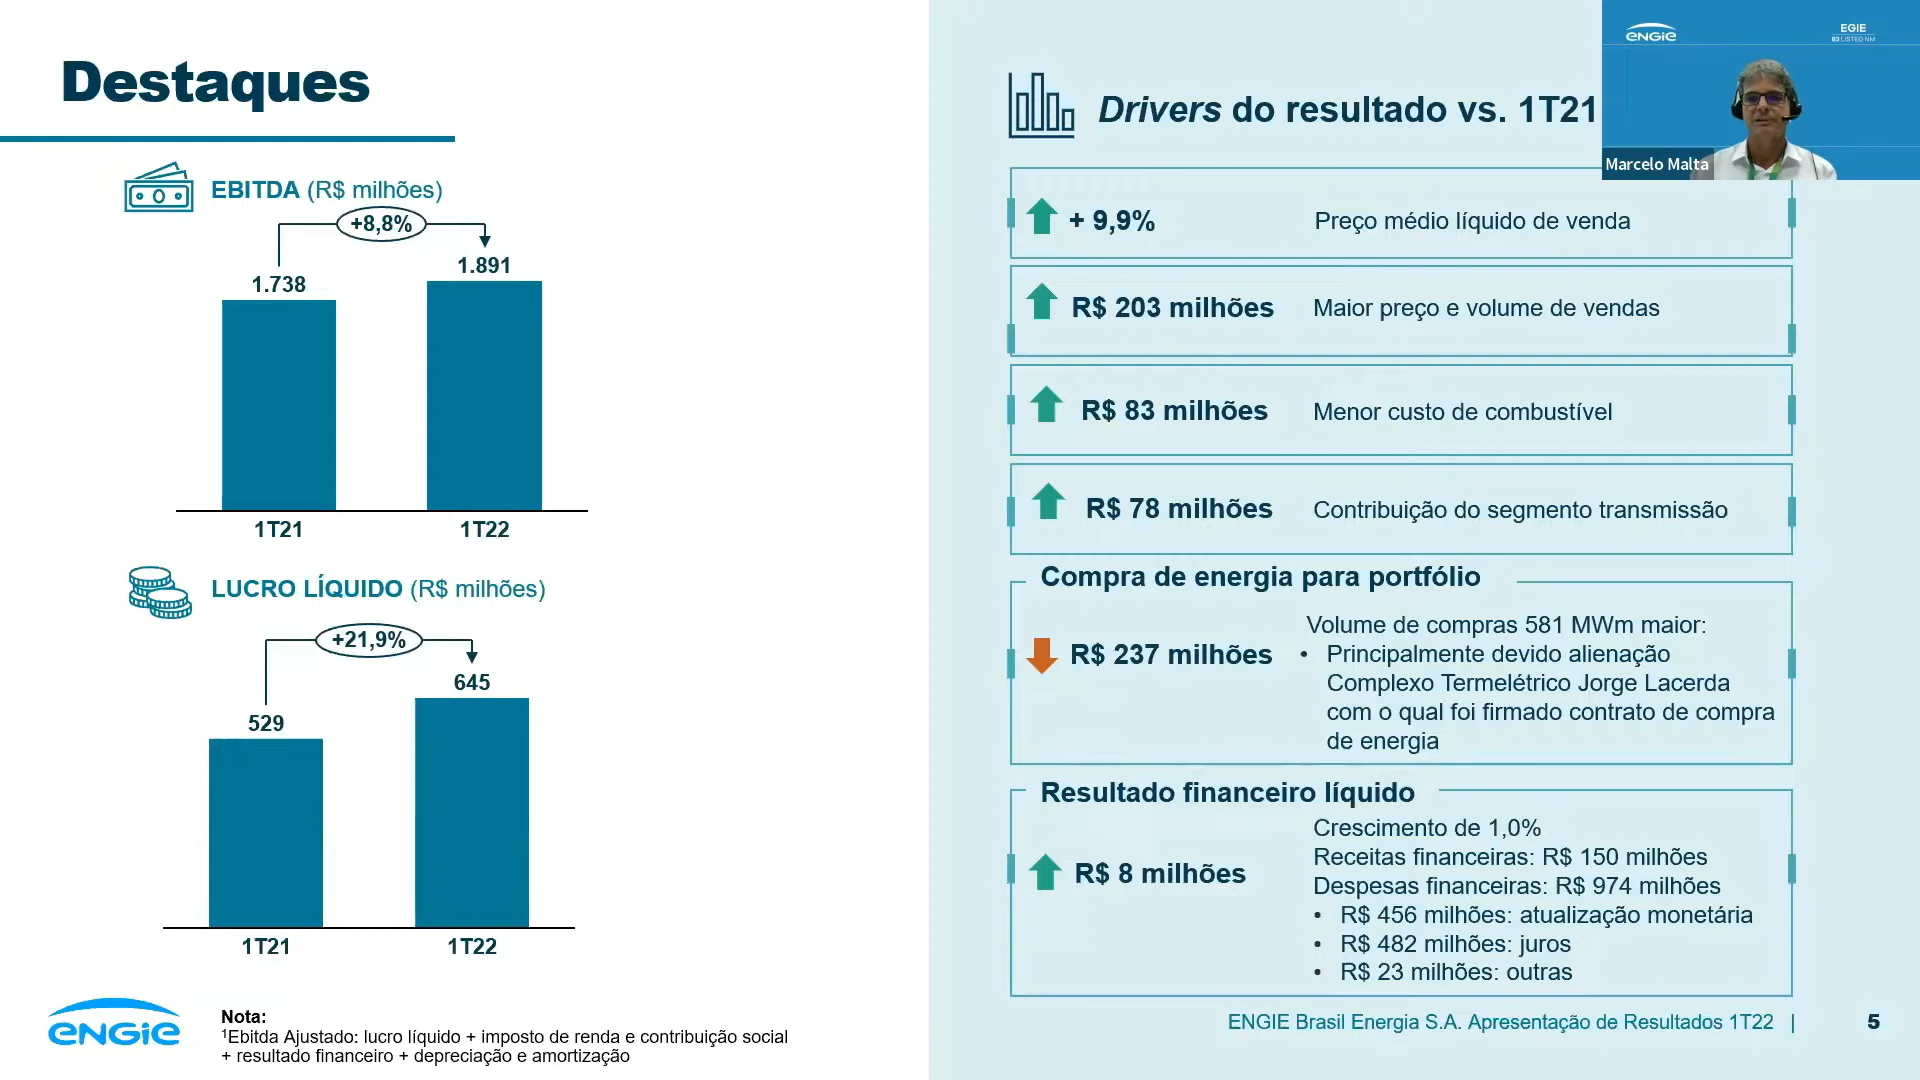 Destaques
EBITDA (R$ milhões)
+8,8%
1.738
1.891
1T21
1T22
LUCRO LÍQUIDO (R$ milhões)
+21,9%
529
645
1T21
1T22
ENGIE
Nota:
1Ebitda Ajustado: lucro líquido + imposto de renda e contribuição social
+ resultado financeiro + depreciação e amortização
Drivers do resultado vs. 1T21
ENGIE
EGIE
B3 LISTED NM
Marcelo Malta
+ 9,9%
Preço médio líquido de venda
R$ 203 milhões
Maior preço e volume de vendas
R$ 83 milhões
Menor custo de combustível
R$ 78 milhões
Contribuição do segmento transmissão
Compra de energia para portfólio
R$ 237 milhões
Volume de compras 581 MWm maior:
• Principalmente devido alienação
Complexo Termelétrico Jorge Lacerda
com o qual foi firmado contrato de compra
de energia
Resultado financeiro líquido
R$ 8 milhões
Crescimento de 1,0%
Receitas financeiras: R$ 150 milhões
Despesas financeiras: R$ 974 milhões
• R$ 456 milhões: atualização monetária
• R$ 482 milhões: juros
• R$ 23 milhões: outras
ENGIE Brasil Energia S.A. Apresentação de Resultados 1T22 | 5